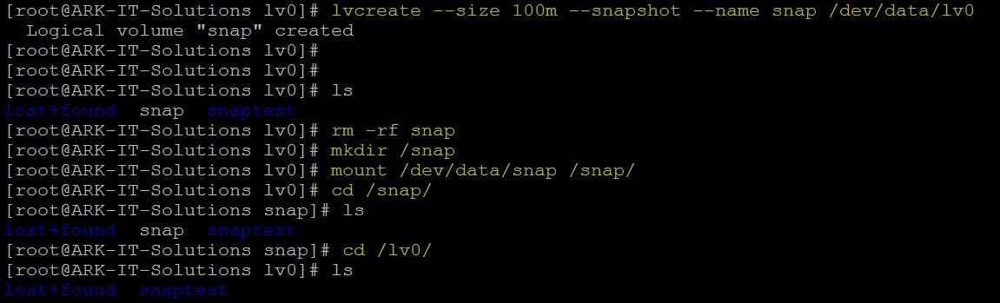 [root@ARK-IT-Solutions lv0]# lvcreate --size 100m --snapshot --name snap /dev/data/lv0
  Logical volume "snap" created
[root@ARK-IT-Solutions lv0]#
[root@ARK-IT-Solutions lv0]#
[root@ARK-IT-Solutions lv0]# ls
lost+found  snap  snaptest
[root@ARK-IT-Solutions lv0]# rm -rf snap
[root@ARK-IT-Solutions lv0]# mkdir /snap
[root@ARK-IT-Solutions lv0]# mount /dev/data/snap /snap/
[root@ARK-IT-Solutions lv0]# cd /snap/
[root@ARK-IT-Solutions snap]# ls
lost+found  snap  snaptest
[root@ARK-IT-Solutions snap]# cd /lv0/
[root@ARK-IT-Solutions lv0]# ls
lost+found  snaptest